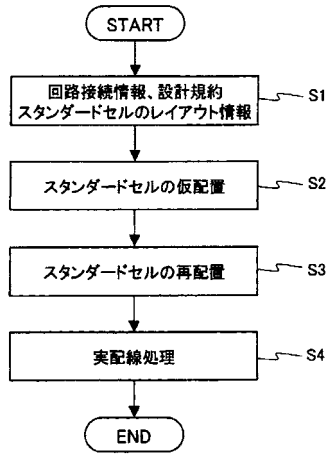 START
回路接続情報、設計規約
スタンダードセルのレイアウト情報
S1
スタンダードセルの仮配置
S2
スタンダードセルの再配置
S3
実配線処理
S4
END